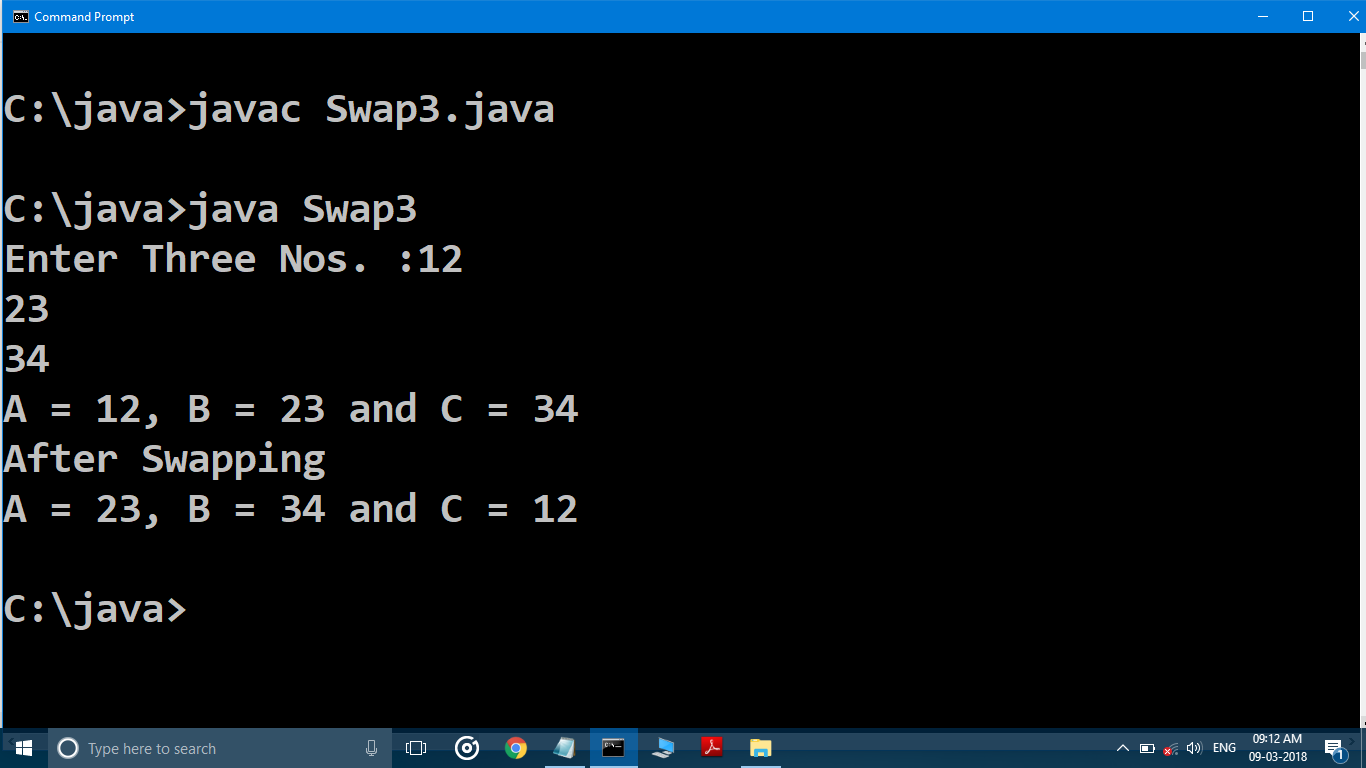 Command Prompt
C:\java>javac Swap3.java
C:\java>java Swap3
Enter Three Nos. :12
23
34
A = 12, B = 23 and C = 34
After Swapping
A = 23, B = 34 and C = 12
C:\java>
Type here to search
ENG
09:12 AM
09-03-2018
1